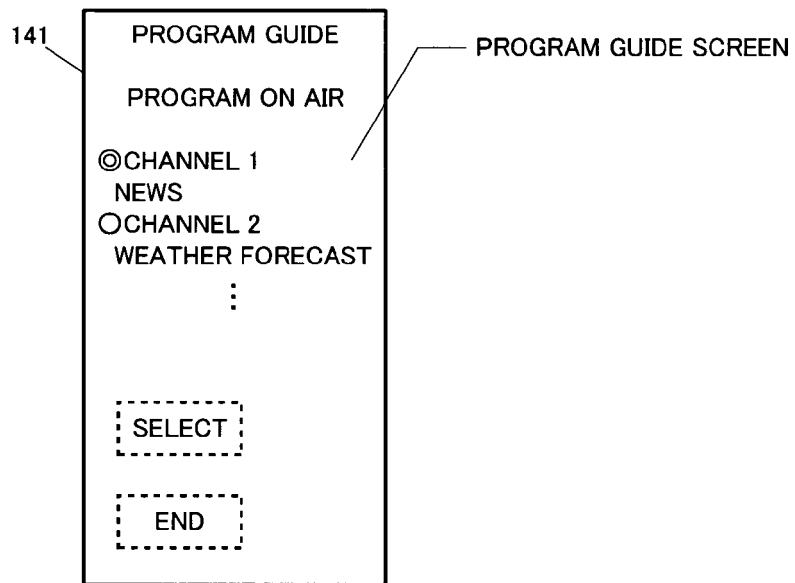 141
PROGRAM GUIDE
PROGRAM GUIDE SCREEN
PROGRAM ON AIR
◎CHANNEL 1
NEWS
○CHANNEL 2
WEATHER FORECAST
⋮
SELECT
END